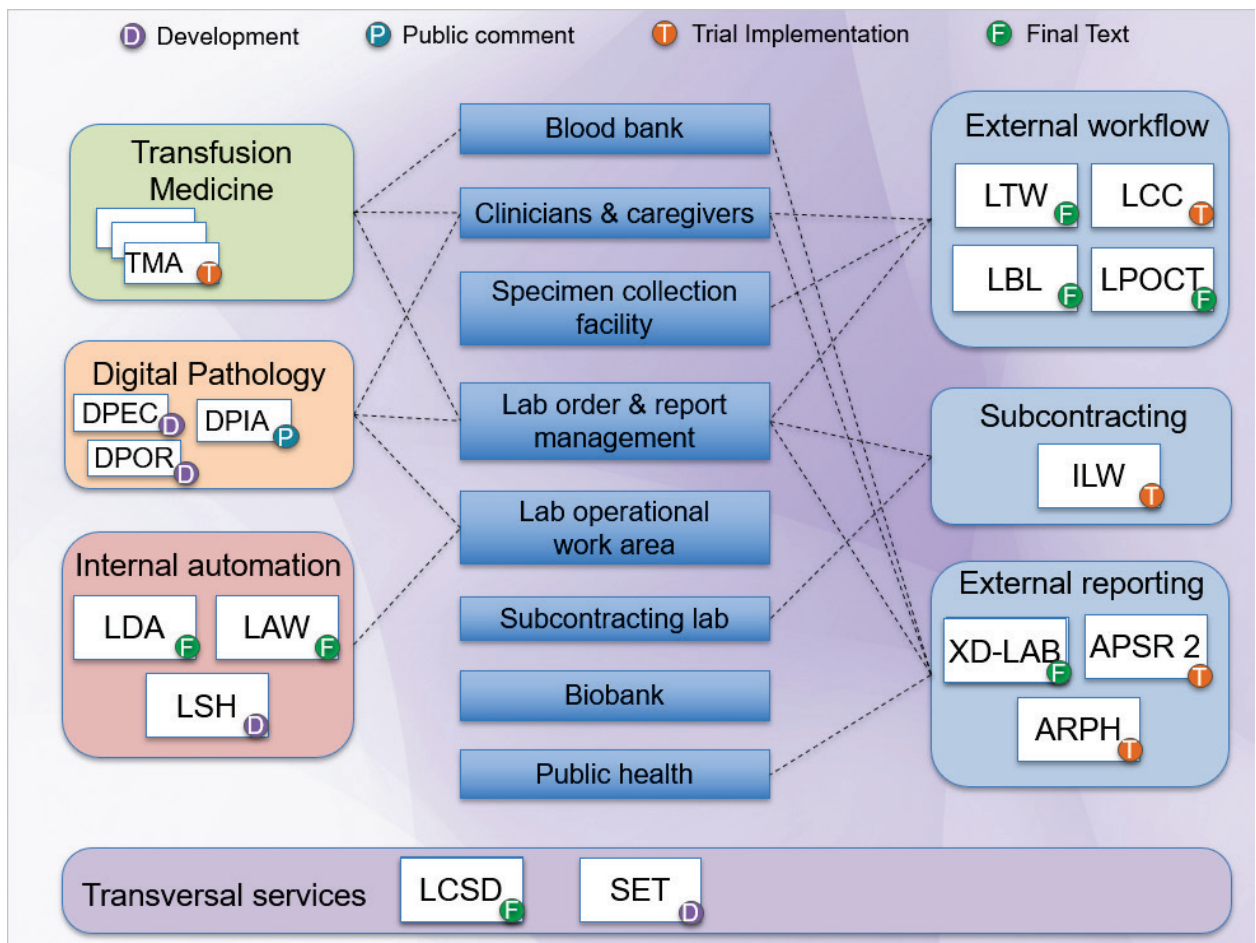 D Development
P Public comment
T Trial Implementation
F Final Text
Transfusion
Medicine
TMA T
Digital Pathology
DPEC D
DPIA P
DPOR D
Internal automation
LDA F
LAW F
LSH D
Blood bank
Clinicians & caregivers
Specimen collection
facility
Lab order & report
management
Lab operational
work area
Subcontracting lab
Biobank
Public health
External workflow
LTW F
LCC T
LBL F
LPOCT F
Subcontracting
ILW T
External reporting
XD-LAB F
APSR 2 T
ARPH T
Transversal services
LCSD F
SET D